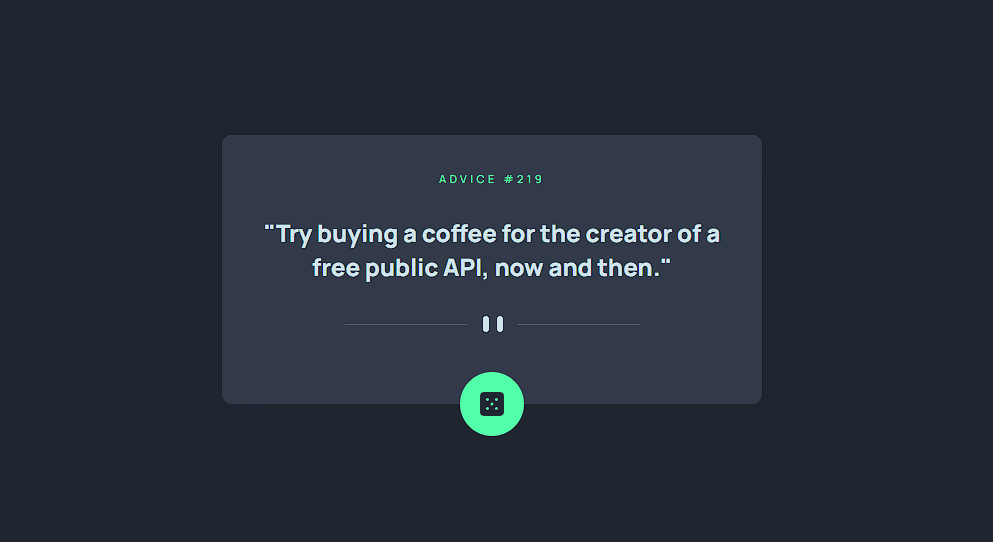 ADVICE #219
"Try buying a coffee for the creator of a
free public API, now and then."